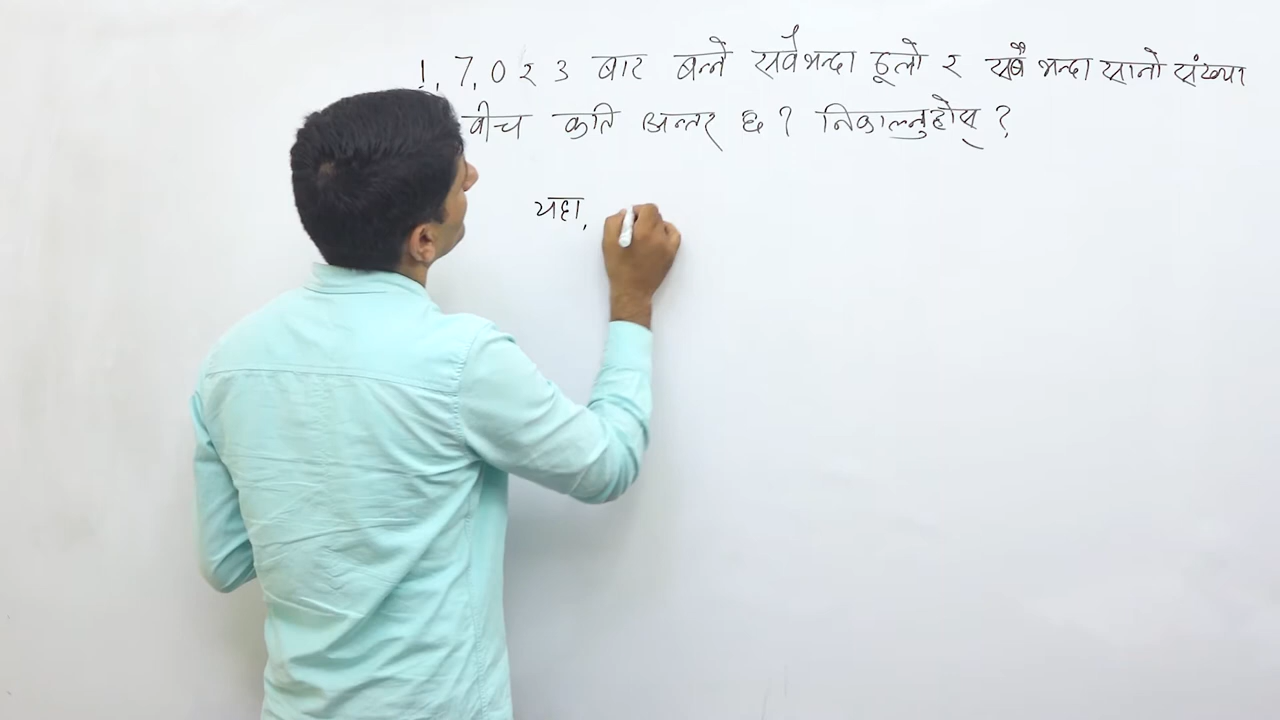 1, 7, 0 र 3 बाट बन्ने सबैभन्दा ठूलो र सबै भन्दा सानो संख्या
बीच कति अन्तर छ ? निकाल्नुहोस् ?
यहा,